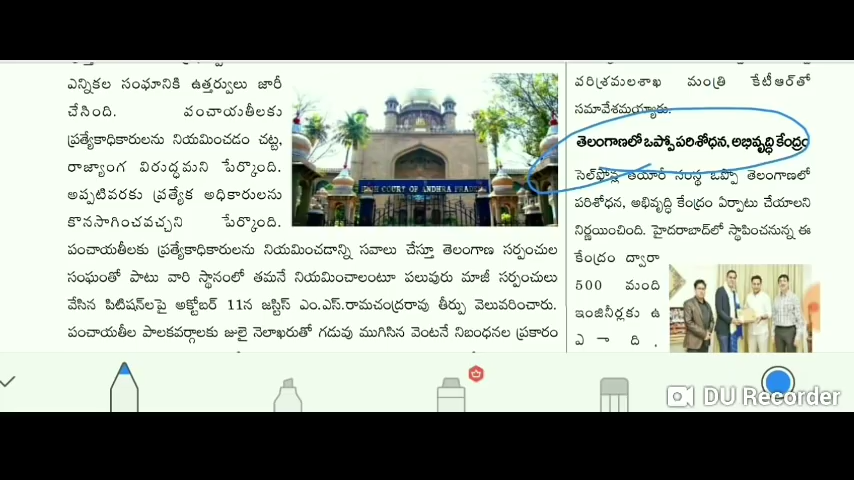 ఎన్నికల సంఘానికి ఉత్తర్వులు జారీ
చేసింది. పంచాయతీలకు
ప్రత్యేకాధికారులను నియమించడం చట్ట,
రాజ్యాంగ విరుద్ధమని పేర్కొంది.
అప్పటివరకు ప్రత్యేక అధికారులను
కొనసాగించవచ్చని పేర్కొంది.
HIGH COURT OF ANDHRA PRADESH
పంచాయతీలకు ప్రత్యేకాధికారులను నియమించడాన్ని సవాలు చేస్తూ తెలంగాణ సర్పంచుల
సంఘంతో పాటు వారి స్థానంలో తమనే నియమించాలంటూ పలువురు మాజీ సర్పంచులు
వేసిన పిటిషన్‌లపై అక్టోబర్ 11న జస్టిస్ ఎం.ఎస్.రామచంద్రరావు తీర్పు వెలువరించారు.
పంచాయతీల పాలకవర్గాలకు జులై నెలాఖరుతో గడువు ముగిసిన వెంటనే నిబంధనల ప్రకారం
పరిశ్రమలశాఖ మంత్రి కేటీఆర్‌తో
సమావేశమయ్యారు.
తెలంగాణలో ఒప్పో పరిశోధన, అభివృద్ధి కేంద్రం
సెల్‌ఫోన్ల తయారీ సంస్థ ఒప్పో తెలంగాణలో
పరిశోధన, అభివృద్ధి కేంద్రం ఏర్పాటు చేయాలని
నిర్ణయించింది. హైదరాబాద్‌లో స్థాపించనున్న ఈ
కేంద్రం ద్వారా
500 మంది
ఇంజినీర్లకు ఉ
DU Recorder